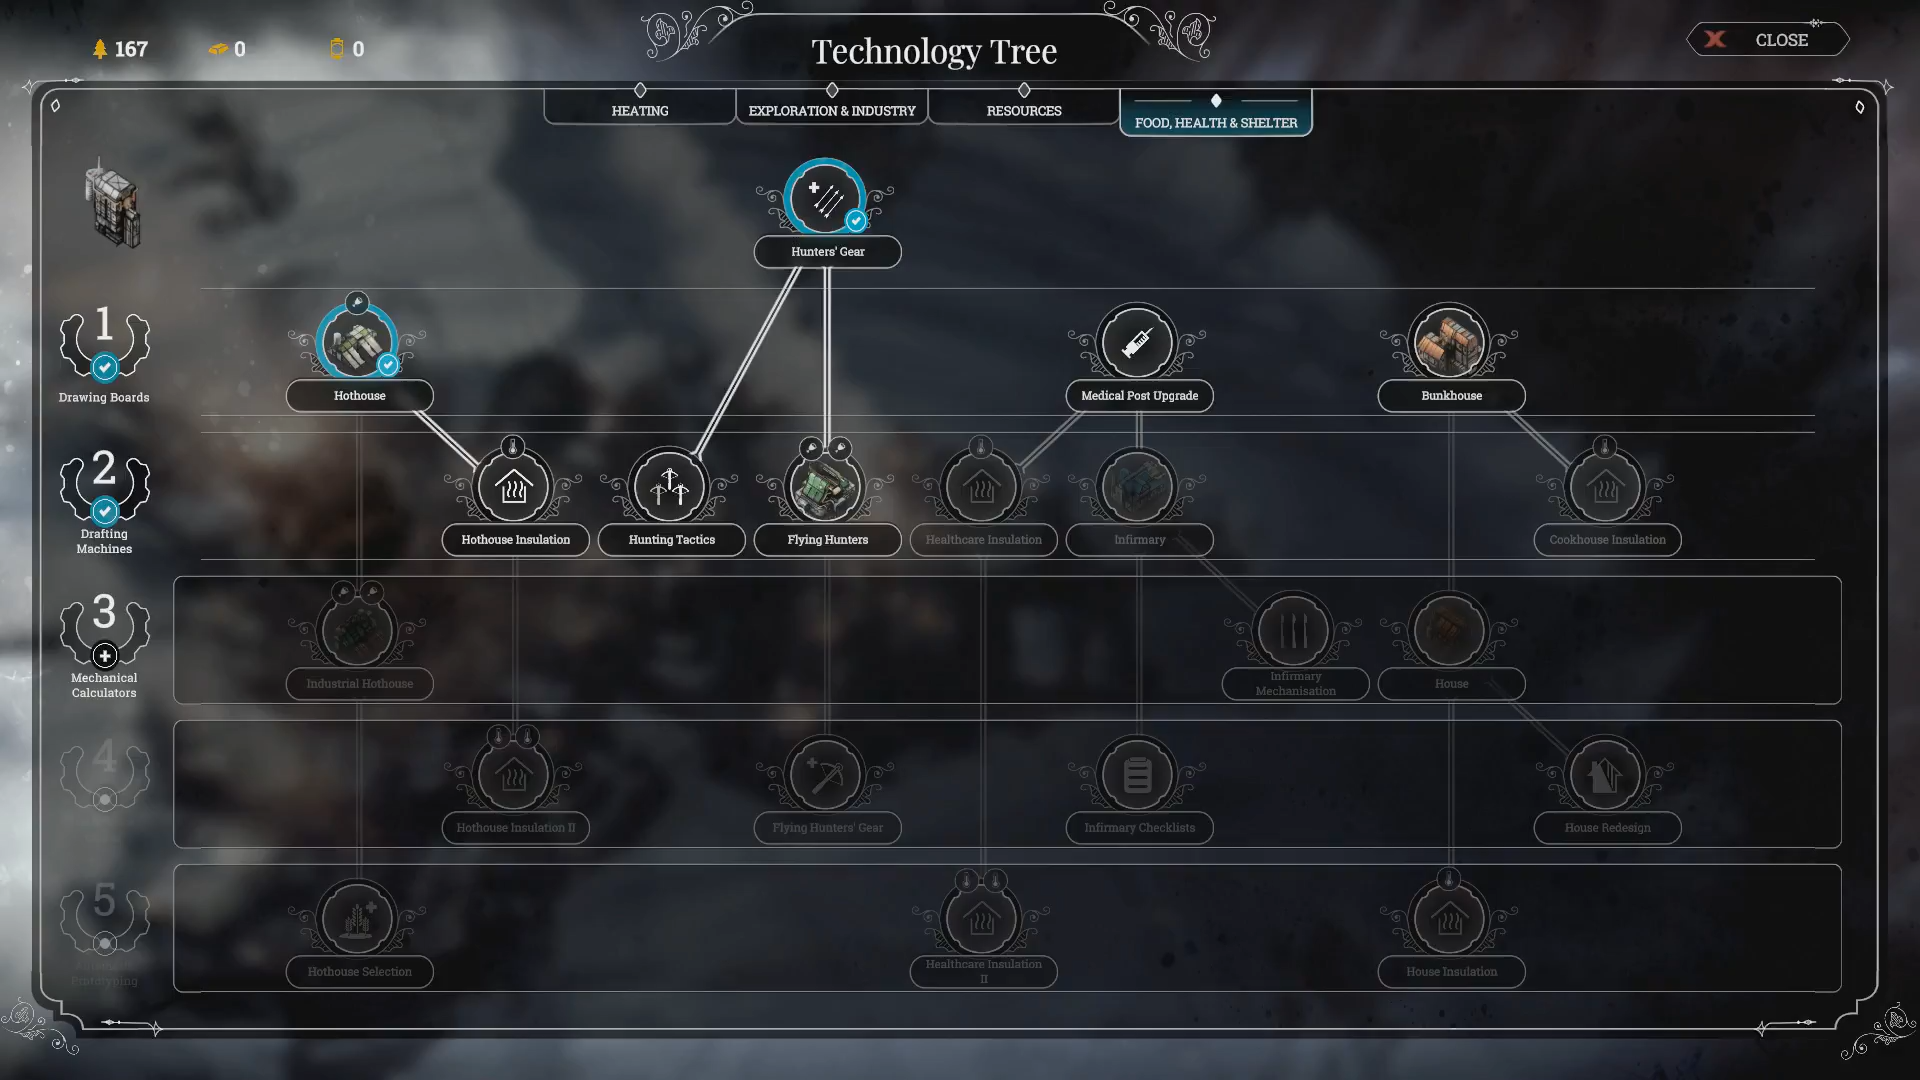 167
0
0
Technology Tree
CLOSE
HEATING
EXPLORATION & INDUSTRY
RESOURCES
FOOD, HEALTH & SHELTER
Hunters' Gear
1
Drawing Boards
Hothouse
Medical Post Upgrade
Bunkhouse
2
Drafting
Machines
Hothouse Insulation
Hunting Tactics
Flying Hunters
Healthcare Insulation
Infirmary
Cookhouse Insulation
3
Mechanical
Calculators
Industrial Hothouse
Infirmary
Mechanisation
House
4
Hothouse Insulation II
Flying Hunters' Gear
Infirmary Checklists
House Redesign
5
Prototyping
Hothouse Selection
Healthcare Insulation
II
House Insulation